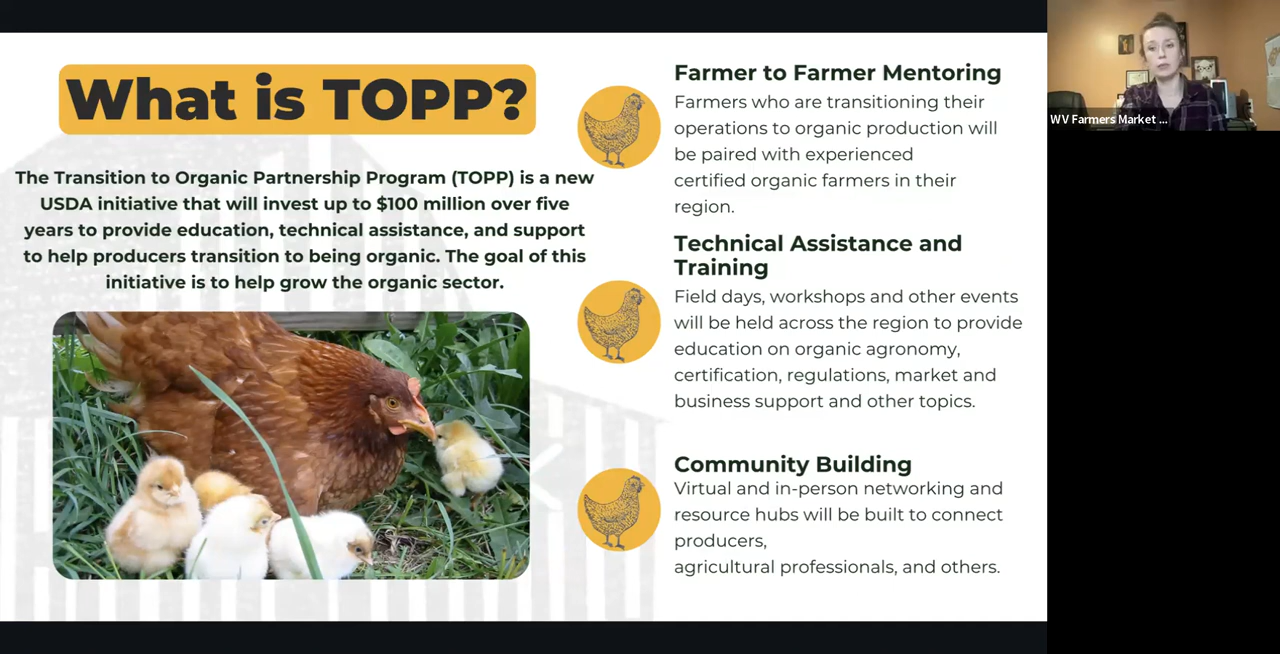 What is TOPP?
The Transition to Organic Partnership Program (TOPP) is a new
USDA initiative that will invest up to $100 million over five
years to provide education, technical assistance, and support
to help producers transition to being organic. The goal of this
initiative is to help grow the organic sector.
Farmer to Farmer Mentoring
Farmers who are transitioning their
operations to organic production will
be paired with experienced
certified organic farmers in their
region.
Technical Assistance and
Training
Field days, workshops and other events
will be held across the region to provide
education on organic agronomy,
certification, regulations, market and
business support and other topics.
Community Building
Virtual and in-person networking and
resource hubs will be built to connect
producers,
agricultural professionals, and others.
WV Farmers Market ...